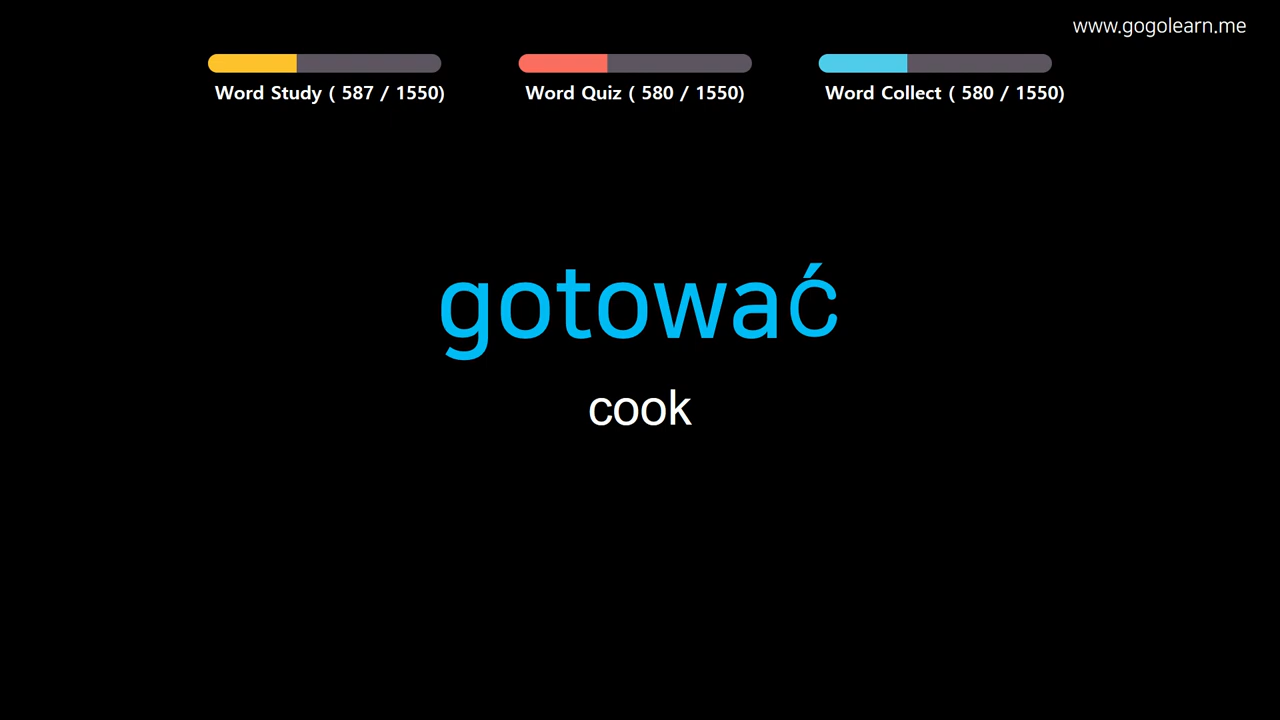 www.gogolearn.me
Word Study ( 587 / 1550)
Word Quiz ( 580 / 1550)
Word Collect ( 580 / 1550)
gotować
cook